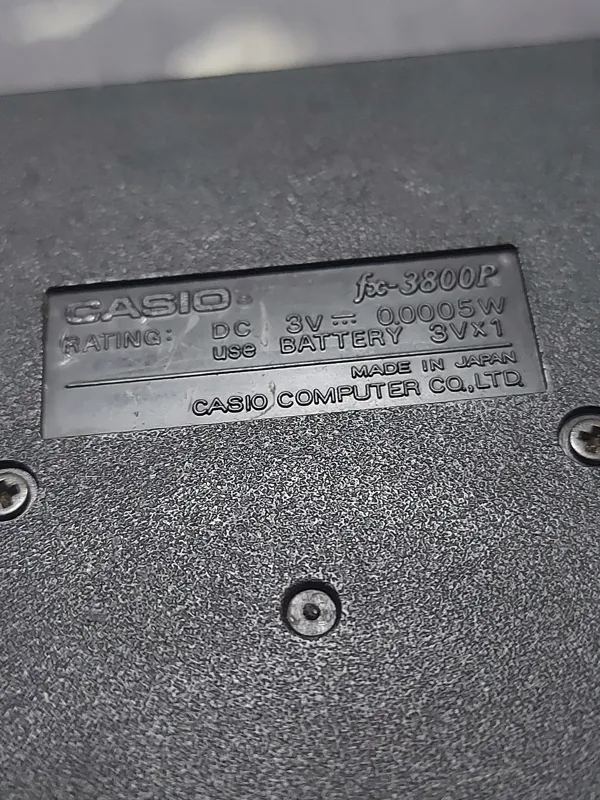 CASIO fx-3800P
RATING: DC 3V⎓ 0.0005W
use BATTERY 3V×1
MADE IN JAPAN
CASIO COMPUTER CO.,LTD.